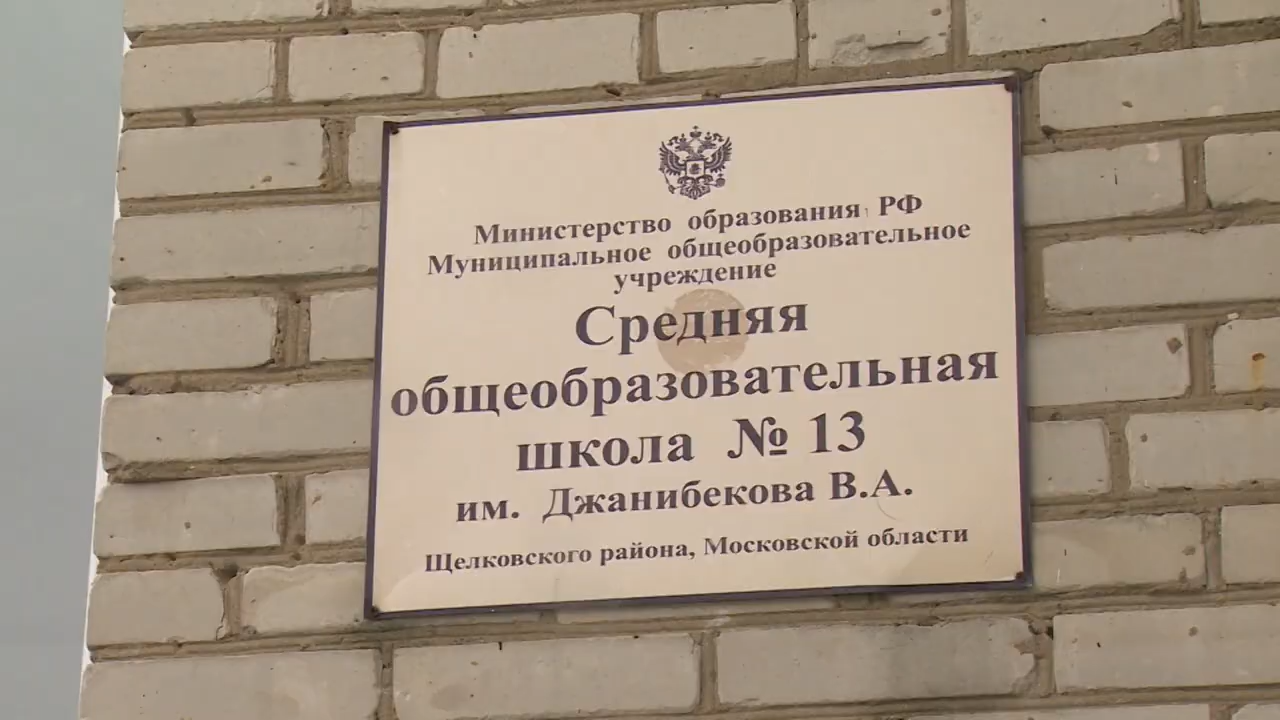 Министерство образования РФ
Муниципальное общеобразовательное
учреждение
Средняя
общеобразовательная
школа № 13
им. Джанибекова В.А.
Щелковского района, Московской области